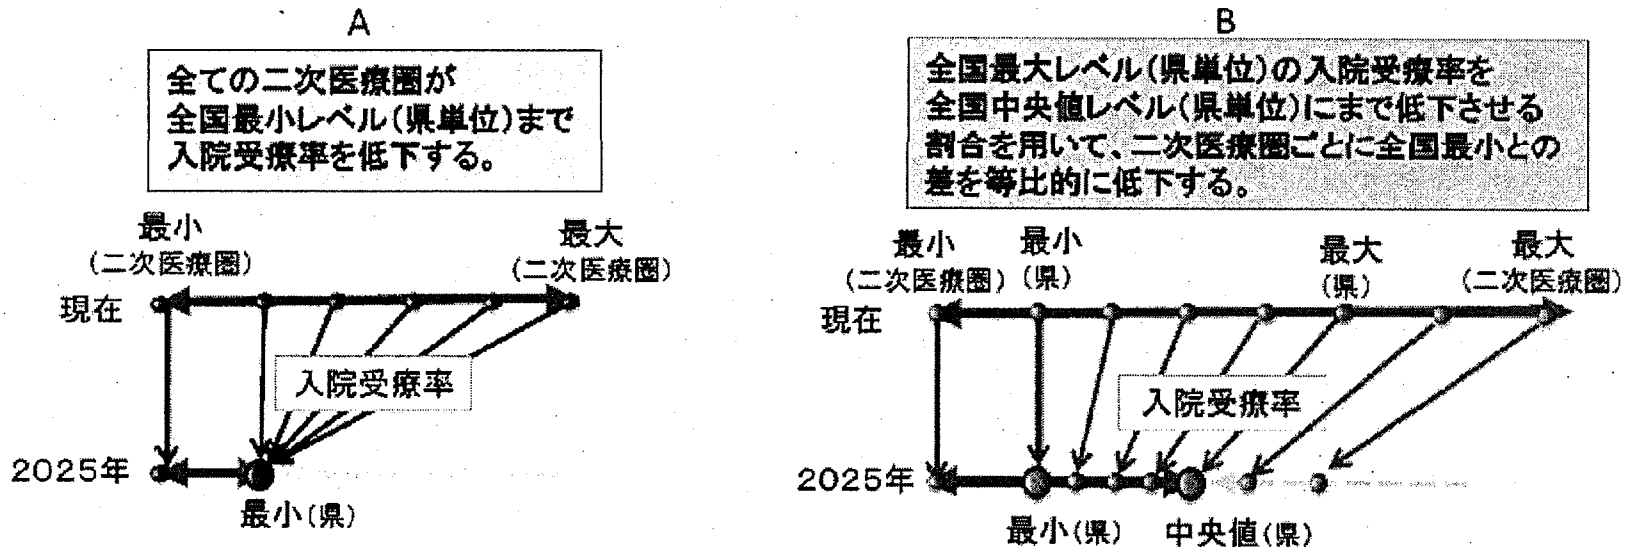 A
全ての二次医療圏が
全国最小レベル(県単位)まで
入院受療率を低下する。
最小
(二次医療圏)
最大
(二次医療圏)
現在
入院受療率
2025年
最小(県)
B
全国最大レベル(県単位)の入院受療率を
全国中央値レベル(県単位)にまで低下させる
割合を用いて、二次医療圏ごとに全国最小との
差を等比的に低下する。
最小
(二次医療圏)
最小
(県)
最大
(県)
最大
(二次医療圏)
現在
入院受療率
2025年
最小(県)
中央値(県)